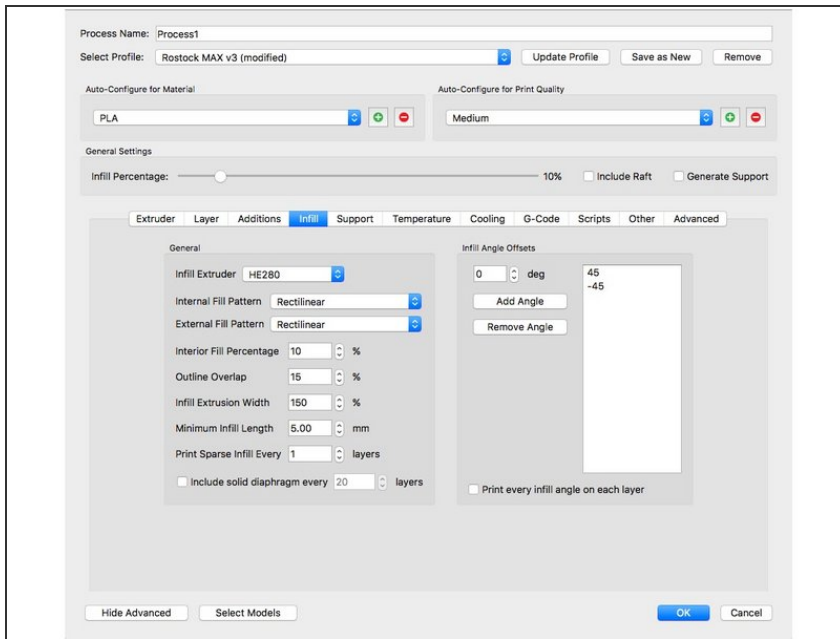 Process Name: Process1
Select Profile: Rostock MAX v3 (modified) Update Profile Save as New Remove
Auto-Configure for Material Auto-Configure for Print Quality
PLA Medium
General Settings
Infill Percentage: 10% Include Raft Generate Support
Extruder Layer Additions Infill Support Temperature Cooling G-Code Scripts Other Advanced
General
Infill Extruder HE280
Internal Fill Pattern Rectilinear
External Fill Pattern Rectilinear
Interior Fill Percentage 10 %
Outline Overlap 15 %
Infill Extrusion Width 150 %
Minimum Infill Length 5.00 mm
Print Sparse Infill Every 1 layers
Include solid diaphragm every 20 layers
Infill Angle Offsets
0 deg
Add Angle
Remove Angle
45
-45
Print every infill angle on each layer
Hide Advanced Select Models OK Cancel